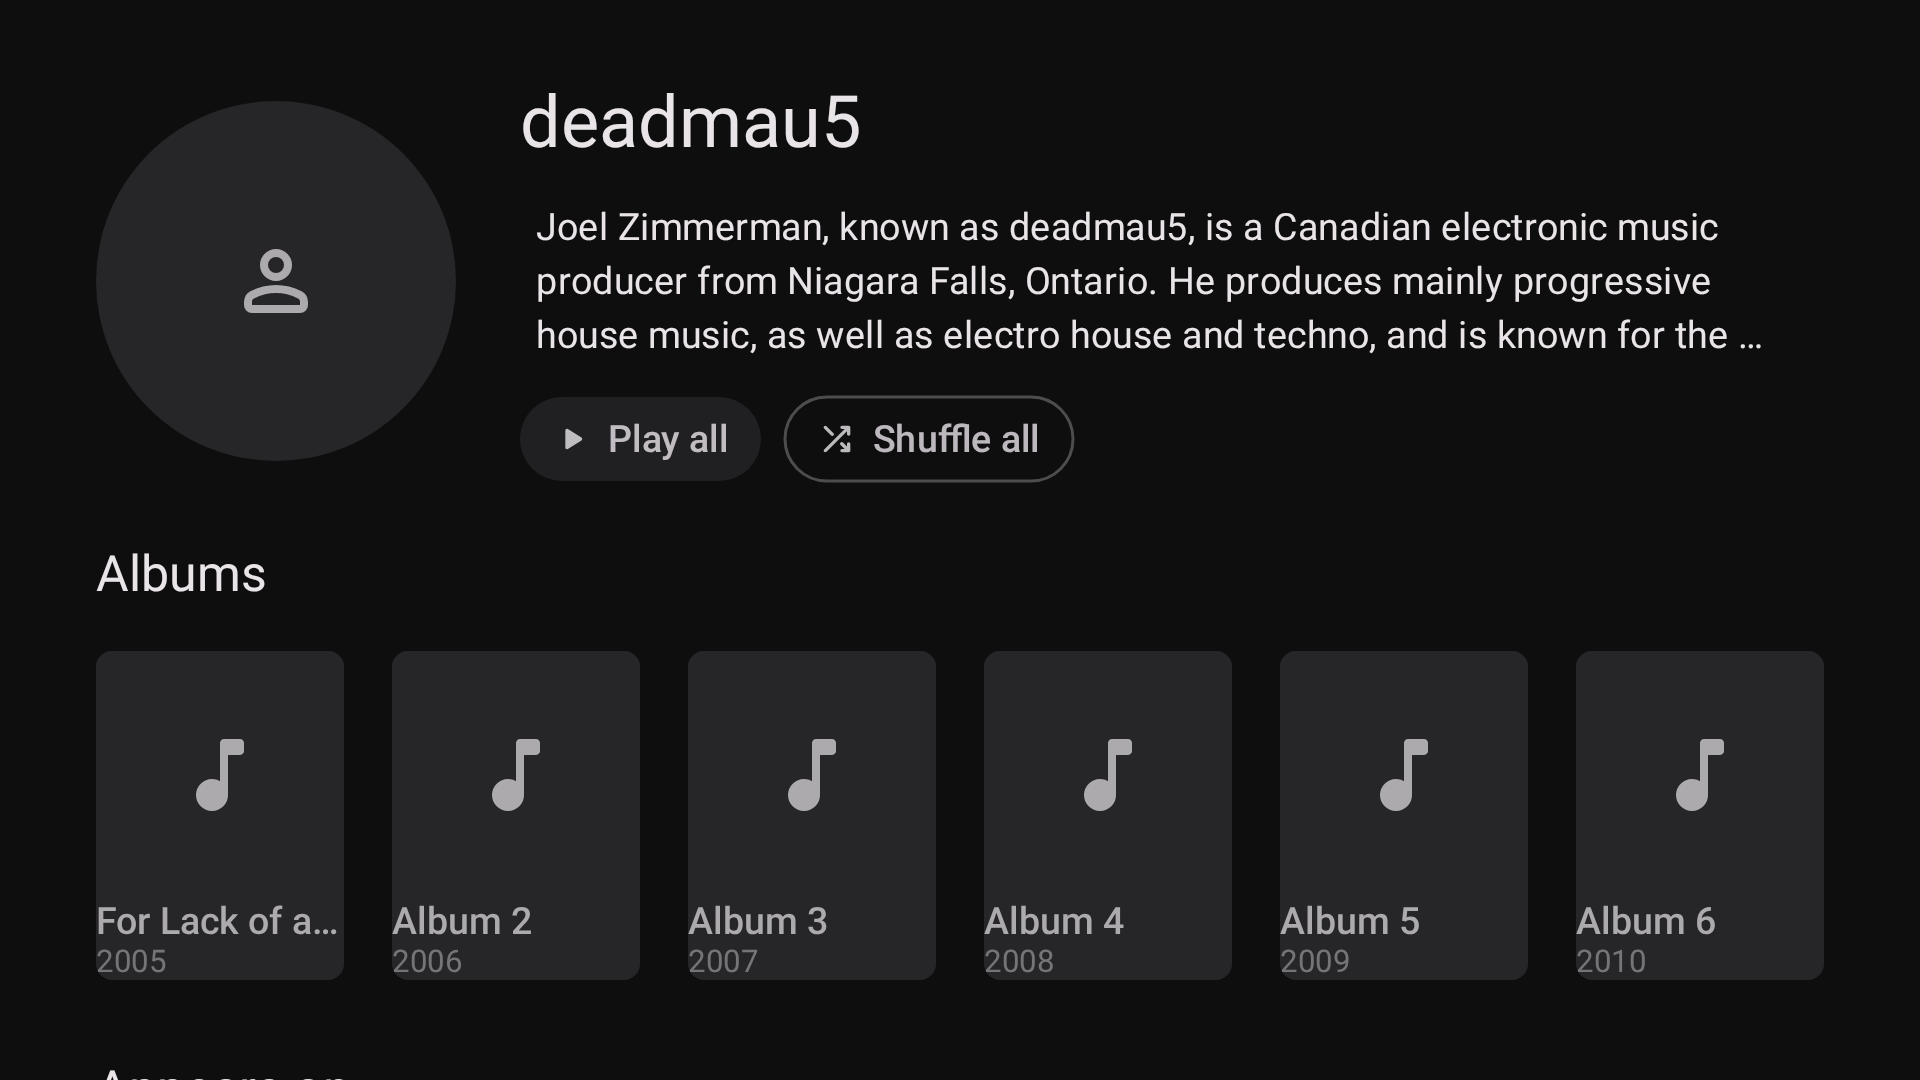 deadmau5
Joel Zimmerman, known as deadmau5, is a Canadian electronic music
producer from Niagara Falls, Ontario. He produces mainly progressive
house music, as well as electro house and techno, and is known for the …
Play all
Shuffle all
Albums
For Lack of a…
2005
Album 2
2006
Album 3
2007
Album 4
2008
Album 5
2009
Album 6
2010
Appears on